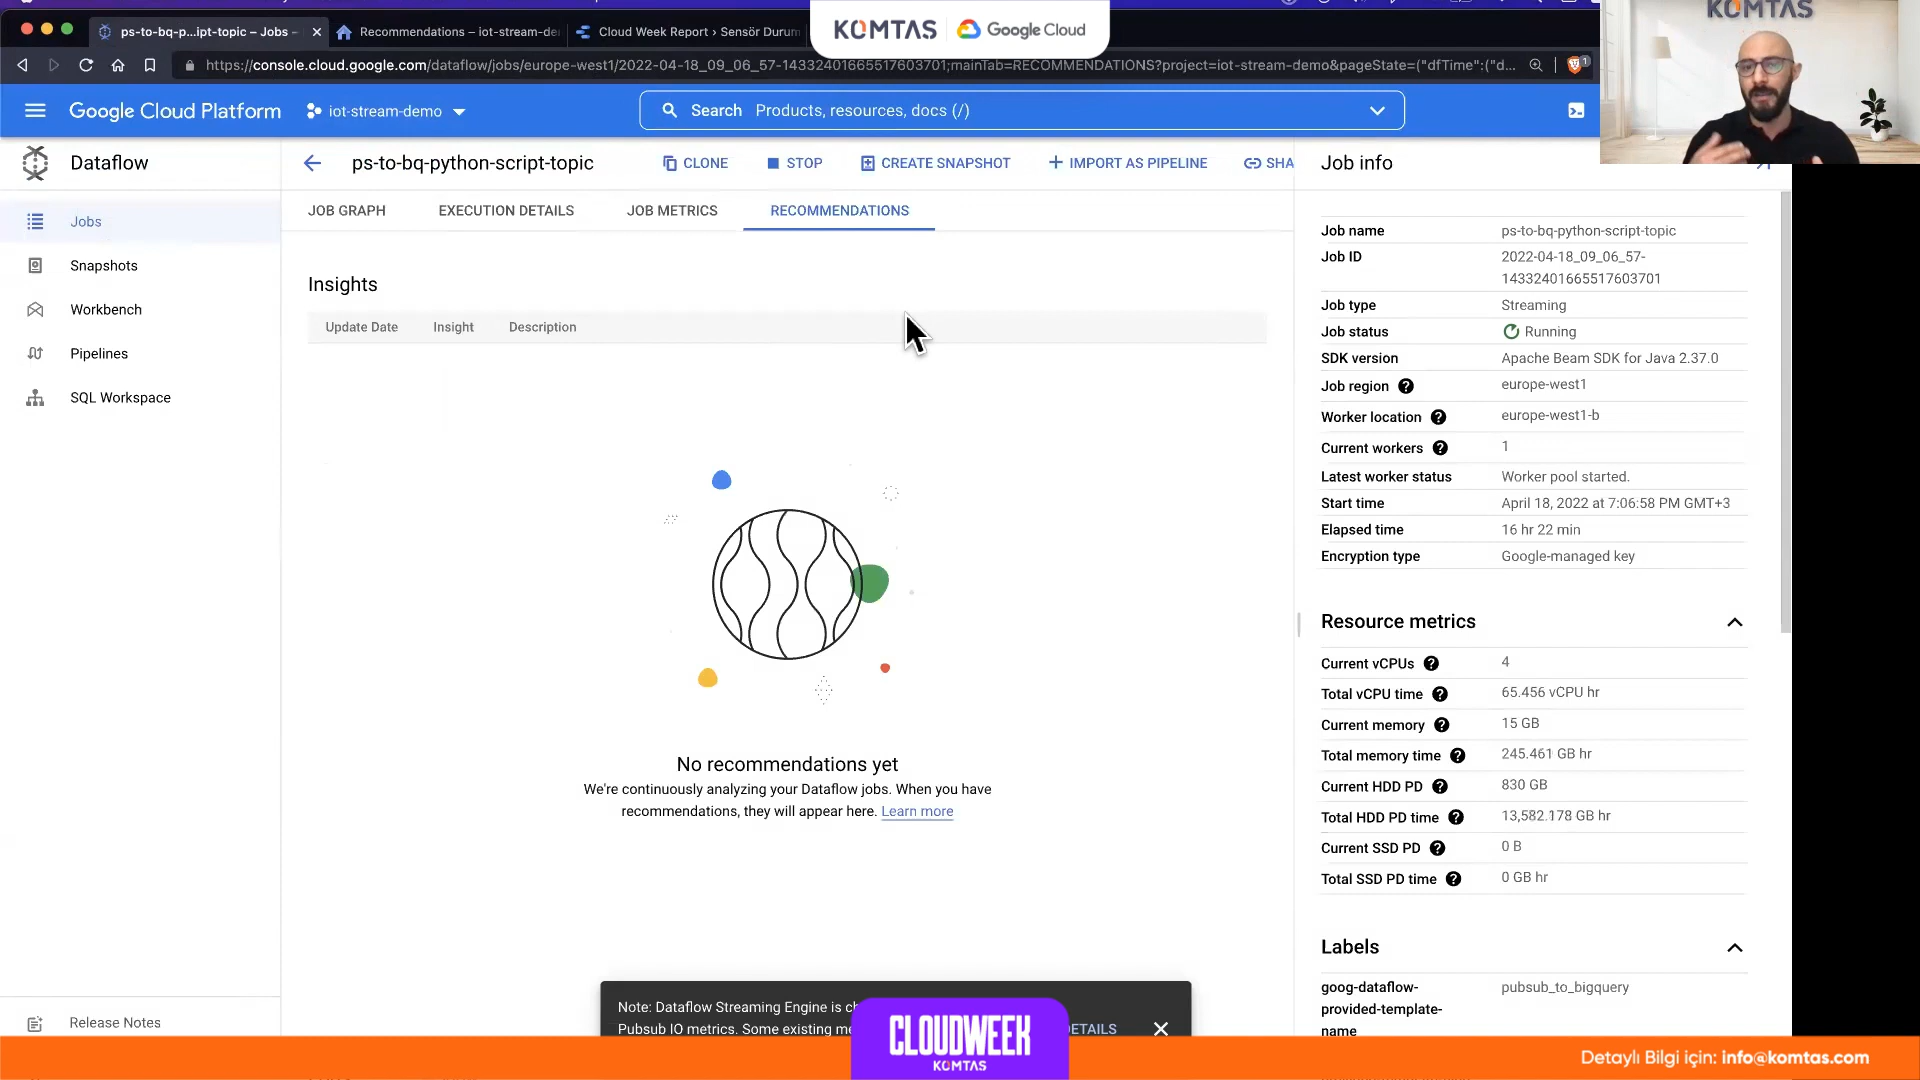 ps-to-bq-p...ipt-topic – Jobs -
Recommendations – iot-stream-de
Cloud Week Report › Sensör Durum
KOMTAS
Google Cloud
KOMTAS
https://console.cloud.google.com/dataflow/jobs/europe-west1/2022-04-18_09_06_57-14332401665517603701;mainTab=RECOMMENDATIONS?project=iot-stream-demo&pageState=("dfTime":("d...
1
Google Cloud Platform
iot-stream-demo
Search Products, resources, docs (/)
Dataflow
ps-to-bq-python-script-topic
CLONE
STOP
CREATE SNAPSHOT
IMPORT AS PIPELINE
SHA
Job info
Jobs
Snapshots
Workbench
Pipelines
SQL Workspace
Release Notes
JOB GRAPH
EXECUTION DETAILS
JOB METRICS
RECOMMENDATIONS
Insights
Update Date
Insight
Description
No recommendations yet
We're continuously analyzing your Dataflow jobs. When you have
recommendations, they will appear here. Learn more
Job name ps-to-bq-python-script-topic
Job ID 2022-04-18_09_06_57-
14332401665517603701
Job type Streaming
Job status Running
SDK version Apache Beam SDK for Java 2.37.0
Job region europe-west1
Worker location europe-west1-b
Current workers 1
Latest worker status Worker pool started.
Start time April 18, 2022 at 7:06:58 PM GMT+3
Elapsed time 16 hr 22 min
Encryption type Google-managed key
Resource metrics
Current vCPUs 4
Total vCPU time 65.456 vCPU hr
Current memory 15 GB
Total memory time 245.461 GB hr
Current HDD PD 830 GB
Total HDD PD time 13,582.178 GB hr
Current SSD PD 0 B
Total SSD PD time 0 GB hr
Labels
goog-dataflow- pubsub_to_bigquery
provided-template-
name
Note: Dataflow Streaming Engine is ch
Pubsub IO metrics. Some existing me
ETAILS
CLOUDWEEK
KOMTAS
Detaylı Bilgi için: info@komtas.com